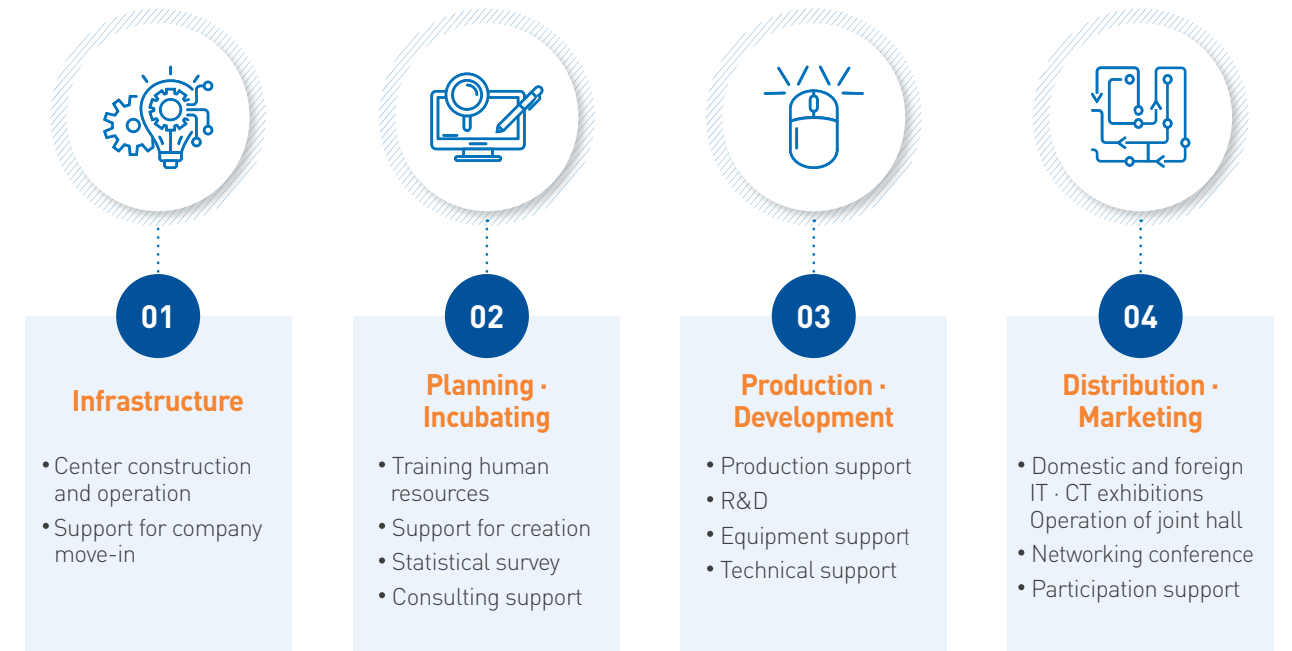 01
Infrastructure
• Center construction
and operation
• Support for company
move-in
02
Planning ·
Incubating
• Training human
resources
• Support for creation
• Statistical survey
• Consulting support
03
Production ·
Development
• Production support
• R&D
• Equipment support
• Technical support
04
Distribution ·
Marketing
• Domestic and foreign
IT · CT exhibitions
Operation of joint hall
• Networking conference
• Participation support